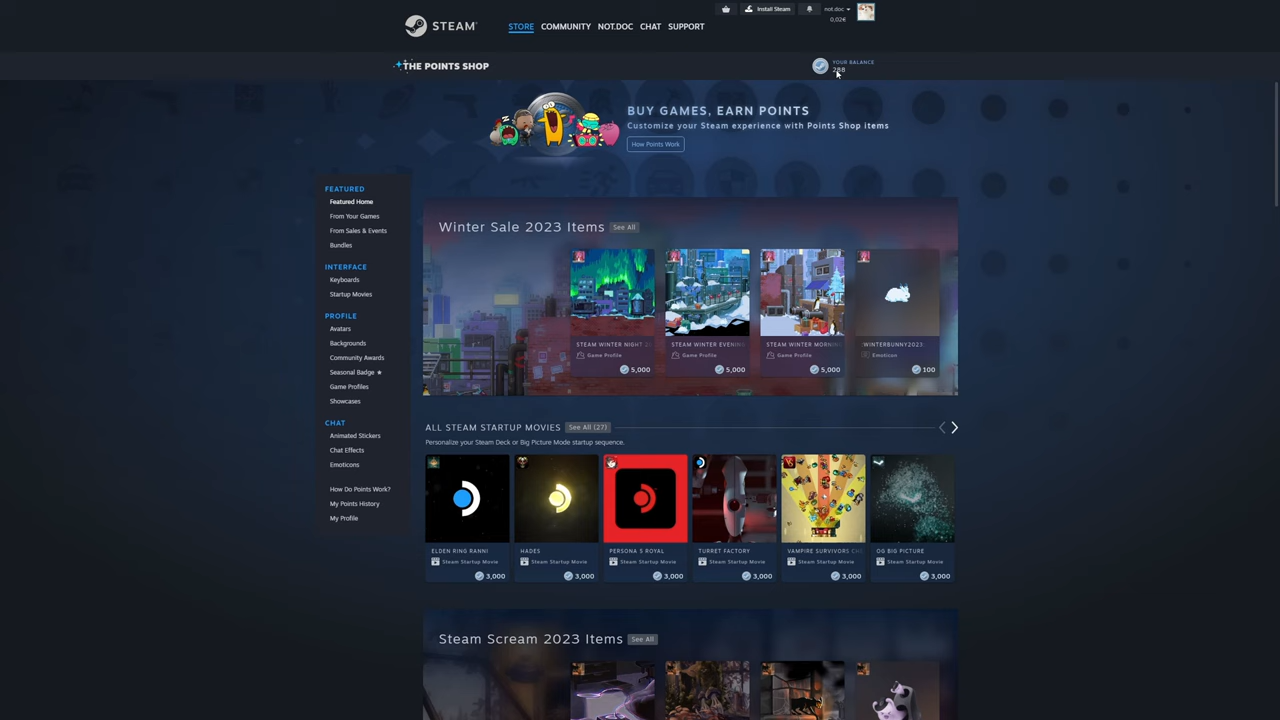 Install Steam
not.doc
0,02€
STEAM
STORE COMMUNITY NOT.DOC CHAT SUPPORT
THE POINTS SHOP
YOUR BALANCE
288
BUY GAMES, EARN POINTS
Customize your Steam experience with Points Shop items
How Points Work
FEATURED
Featured Home
From Your Games
From Sales & Events
Bundles
INTERFACE
Keyboards
Startup Movies
PROFILE
Avatars
Backgrounds
Community Awards
Seasonal Badge ★
Game Profiles
Showcases
CHAT
Animated Stickers
Chat Effects
Emoticons
How Do Points Work?
My Points History
My Profile
Winter Sale 2023 Items See All
STEAM WINTER NIGHT 2
Game Profile
5,000
STEAM WINTER EVENING
Game Profile
5,000
STEAM WINTER MORNIN
Game Profile
5,000
WINTERBUNNY2023
Emoticon
100
ALL STEAM STARTUP MOVIES See All (27)
Personalize your Steam Deck or Big Picture Mode startup sequence.
ELDEN RING RANNI
Steam Startup Movie
3,000
HADES
Steam Startup Movie
3,000
PERSONA 5 ROYAL
Steam Startup Movie
3,000
TURRET FACTORY
Steam Startup Movie
3,000
VAMPIRE SURVIVORS
Steam Startup Movie
3,000
OG BIG PICTURE
Steam Startup Movie
3,000
Steam Scream 2023 Items See All